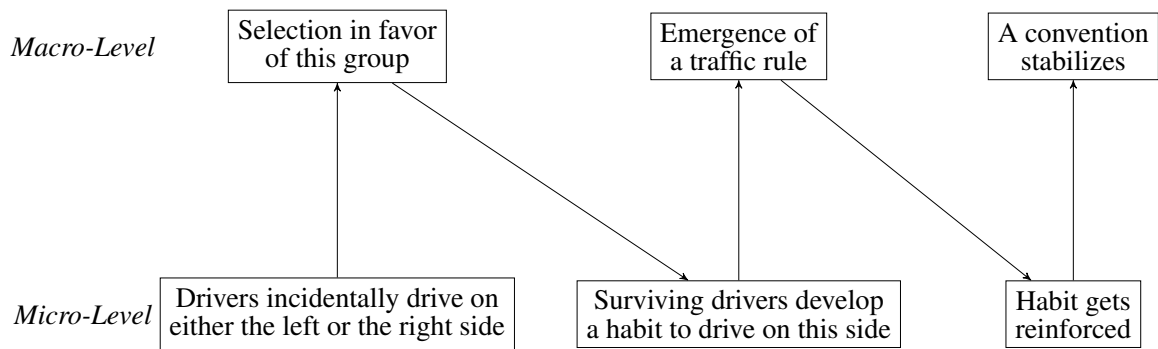 Macro-Level
Selection in favor
of this group
Emergence of
a traffic rule
A convention
stabilizes
Micro-Level
Drivers incidentally drive on
either the left or the right side
Surviving drivers develop
a habit to drive on this side
Habit gets
reinforced